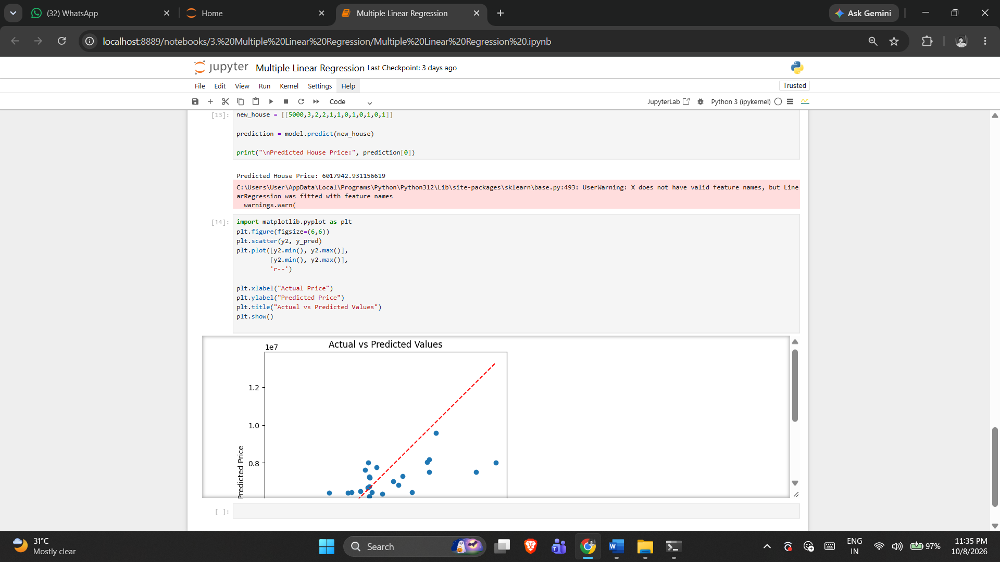 (32) WhatsApp
Home
Multiple Linear Regression
Ask Gemini
localhost:8889/notebooks/3.%20Multiple%20Linear%20Regression/Multiple%20Linear%20Regression%20.ipynb
jupyter Multiple Linear Regression Last Checkpoint: 3 days ago
File Edit View Run Kernel Settings Help
Trusted
Code
JupyterLab
Python 3 (ipykernel)
[13]: new_house = [[5000,3,2,2,1,1,0,1,0,1,0,1]]
prediction = model.predict(new_house)
print("\nPredicted House Price:", prediction[0])
Predicted House Price: 6017942.931156619
C:\Users\User\AppData\Local\Programs\Python\Python312\Lib\site-packages\sklearn\base.py:493: UserWarning: X does not have valid feature names, but Line
arRegression was fitted with feature names
warnings.warn(
[14]: import matplotlib.pyplot as plt
plt.figure(figsize=(6,6))
plt.scatter(y2, y_pred)
plt.plot([y2.min(), y2.max()],
[y2.min(), y2.max()],
'r--')
plt.xlabel("Actual Price")
plt.ylabel("Predicted Price")
plt.title("Actual vs Predicted Values")
plt.show()
Actual vs Predicted Values
1e7
1.2
1.0
0.8
Predicted Price
[ ]:
31°C
Mostly clear
Search
ENG
IN
97%
11:35 PM
10/8/2026